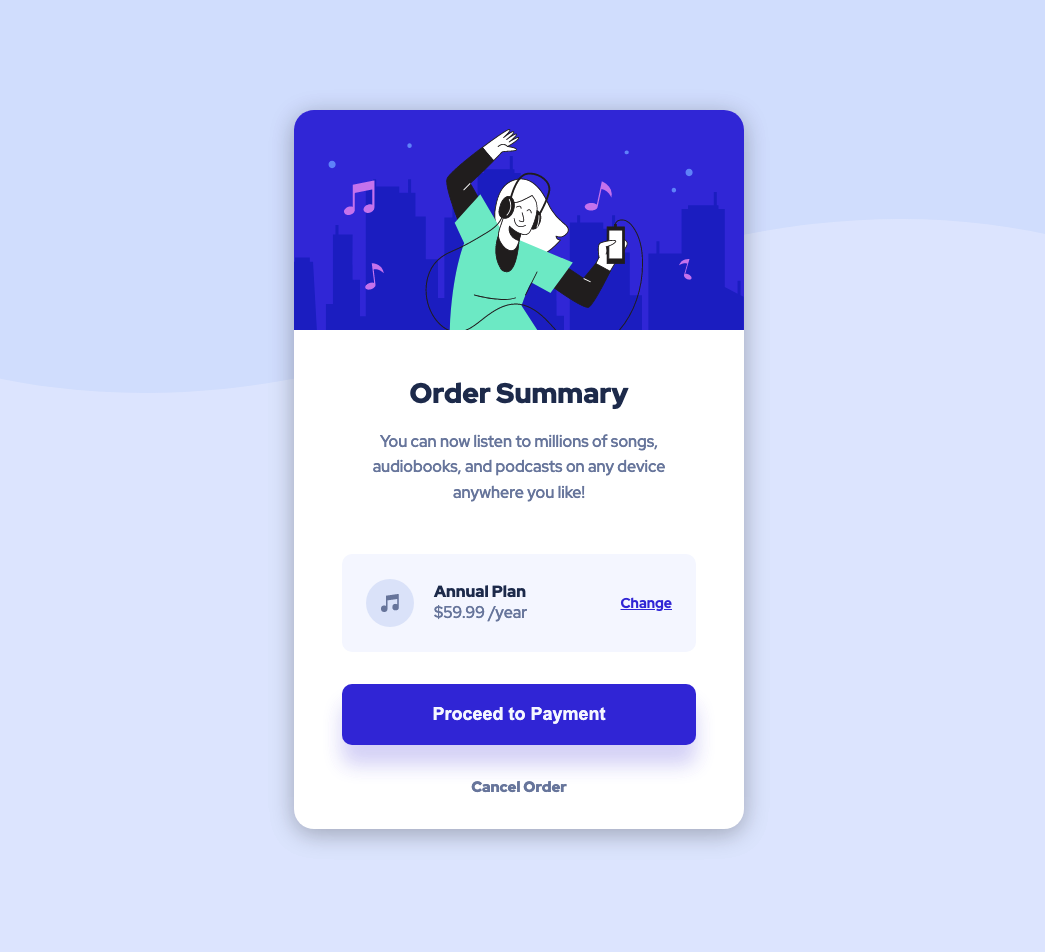 Order Summary
You can now listen to millions of songs,
audiobooks, and podcasts on any device
anywhere you like!
Annual Plan
$59.99 /year
Change
Proceed to Payment
Cancel Order